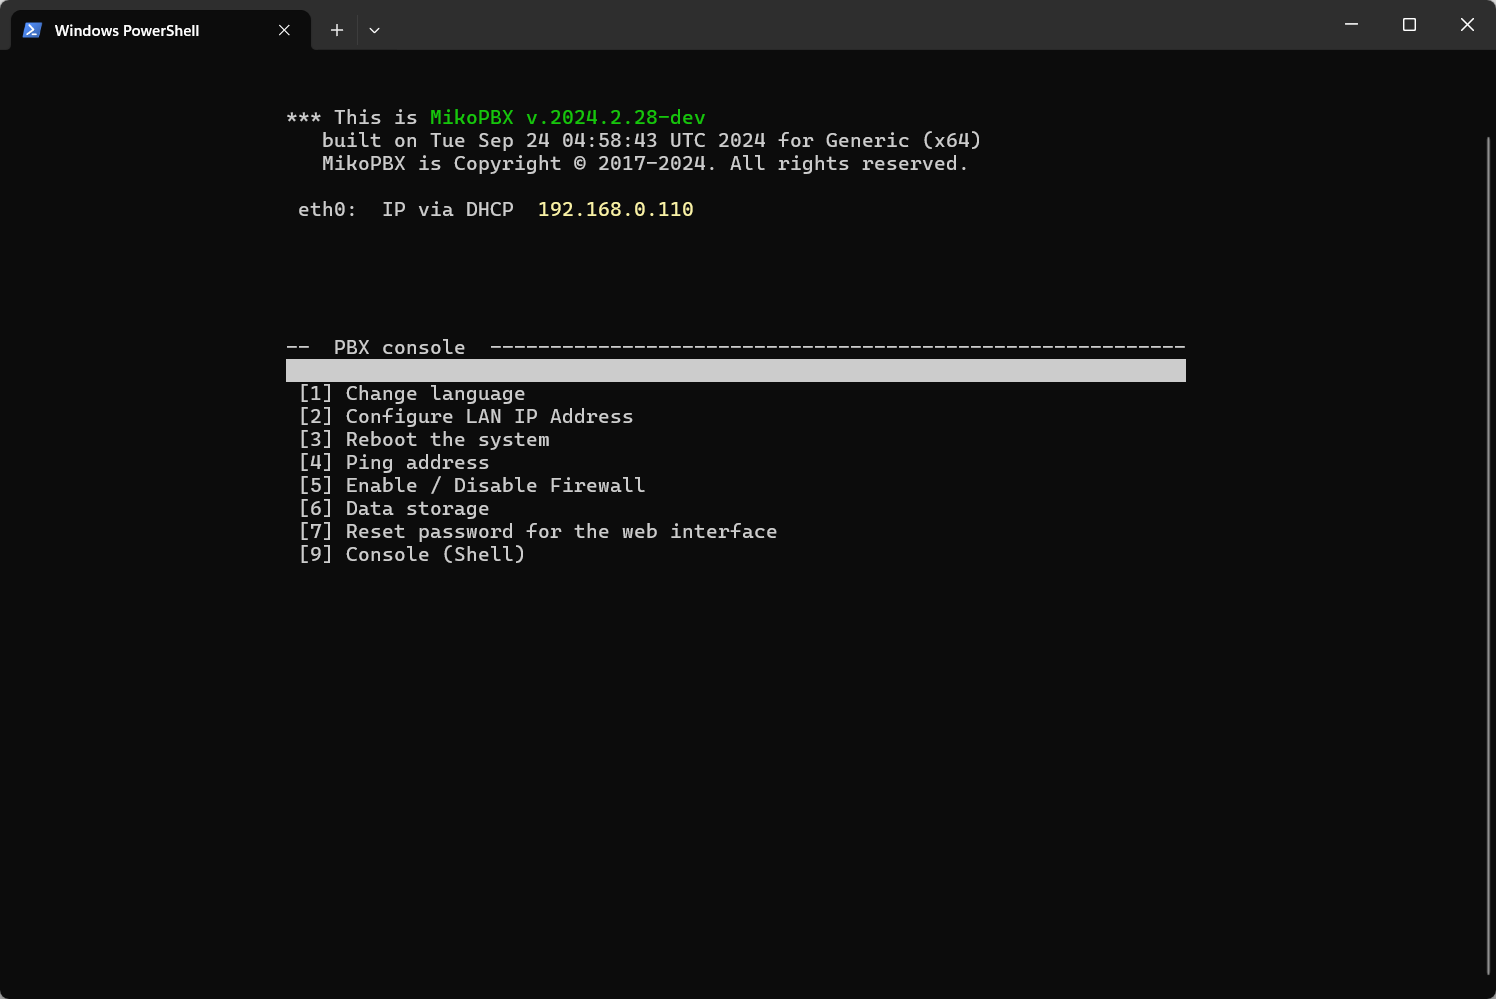 Windows PowerShell
*** This is MikoPBX v.2024.2.28-dev
built on Tue Sep 24 04:58:43 UTC 2024 for Generic (x64)
MikoPBX is Copyright © 2017-2024. All rights reserved.
eth0: IP via DHCP 192.168.0.110
-- PBX console ----------------------------------------------------------
[1] Change language
[2] Configure LAN IP Address
[3] Reboot the system
[4] Ping address
[5] Enable / Disable Firewall
[6] Data storage
[7] Reset password for the web interface
[9] Console (Shell)